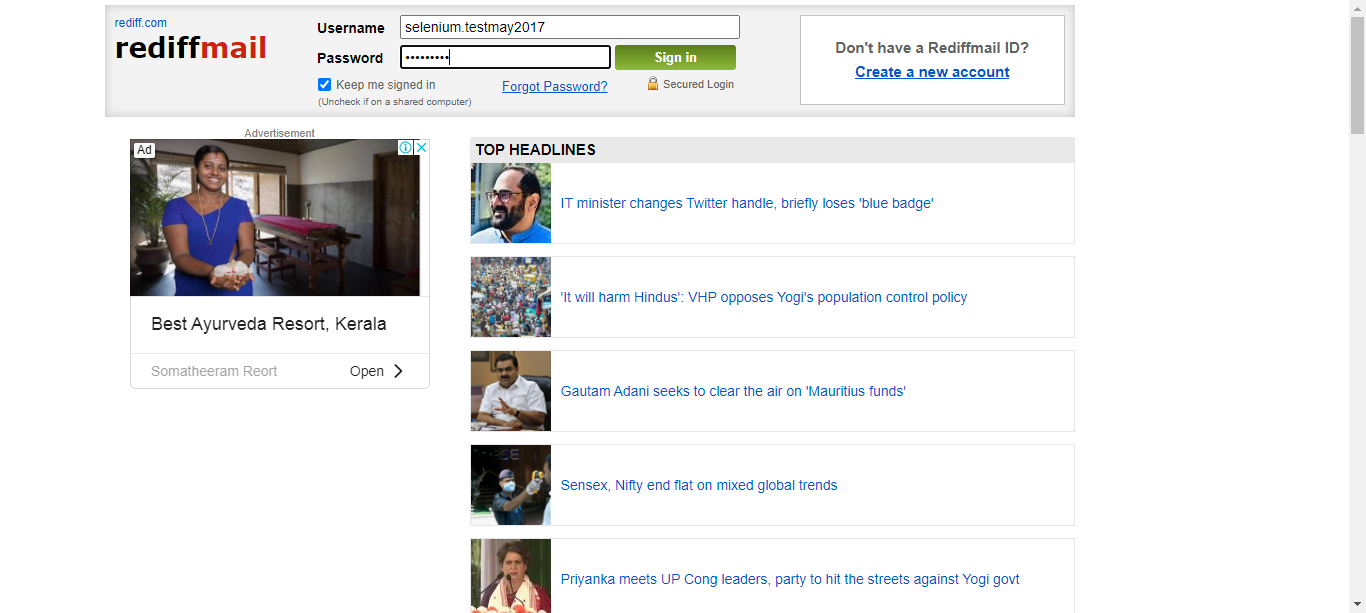 rediff.com
rediffmail
Username
selenium.testmay2017
Password
•••••••••
Sign in
Keep me signed in
(Uncheck if on a shared computer)
Forgot Password?
Secured Login
Don't have a Rediffmail ID?
Create a new account
Advertisement
Ad
Best Ayurveda Resort, Kerala
Somatheeram Reort
Open
TOP HEADLINES
IT minister changes Twitter handle, briefly loses 'blue badge'
'It will harm Hindus': VHP opposes Yogi's population control policy
Gautam Adani seeks to clear the air on 'Mauritius funds'
Sensex, Nifty end flat on mixed global trends
Priyanka meets UP Cong leaders, party to hit the streets against Yogi govt